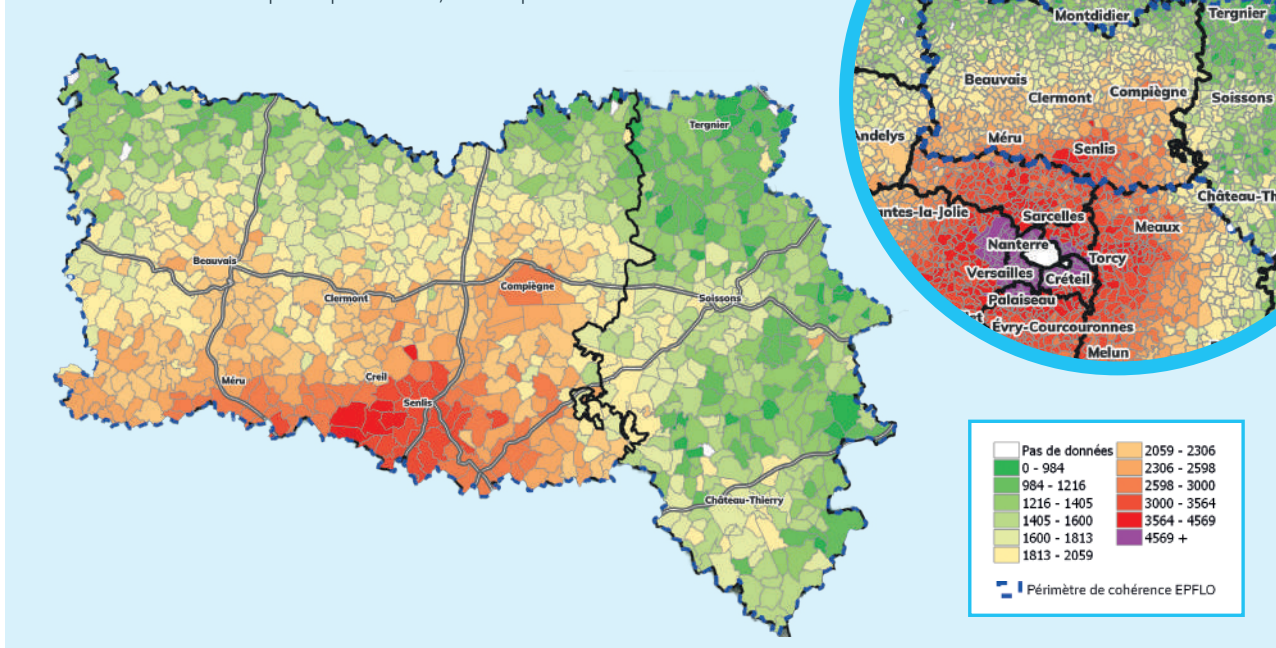 Montdidier
Tergnier
Beauvais
Clermont
Compiègne
Soissons
Andelys
Méru
Senlis
Château-Th
antes-la-Jolie
Sarcelles
Meaux
Nanterre
Torcy
Versailles
Créteil
Palaiseau
Évry-Courcouronnes
Melun
Tergnier
Beauvais
Clermont
Compiègne
Soissons
Méru
Creil
Senlis
Château-Thierry
Pas de données
0 - 984
984 - 1216
1216 - 1405
1405 - 1600
1600 - 1813
1813 - 2059
2059 - 2306
2306 - 2598
2598 - 3000
3000 - 3564
3564 - 4569
4569 +
Périmètre de cohérence EPFLO